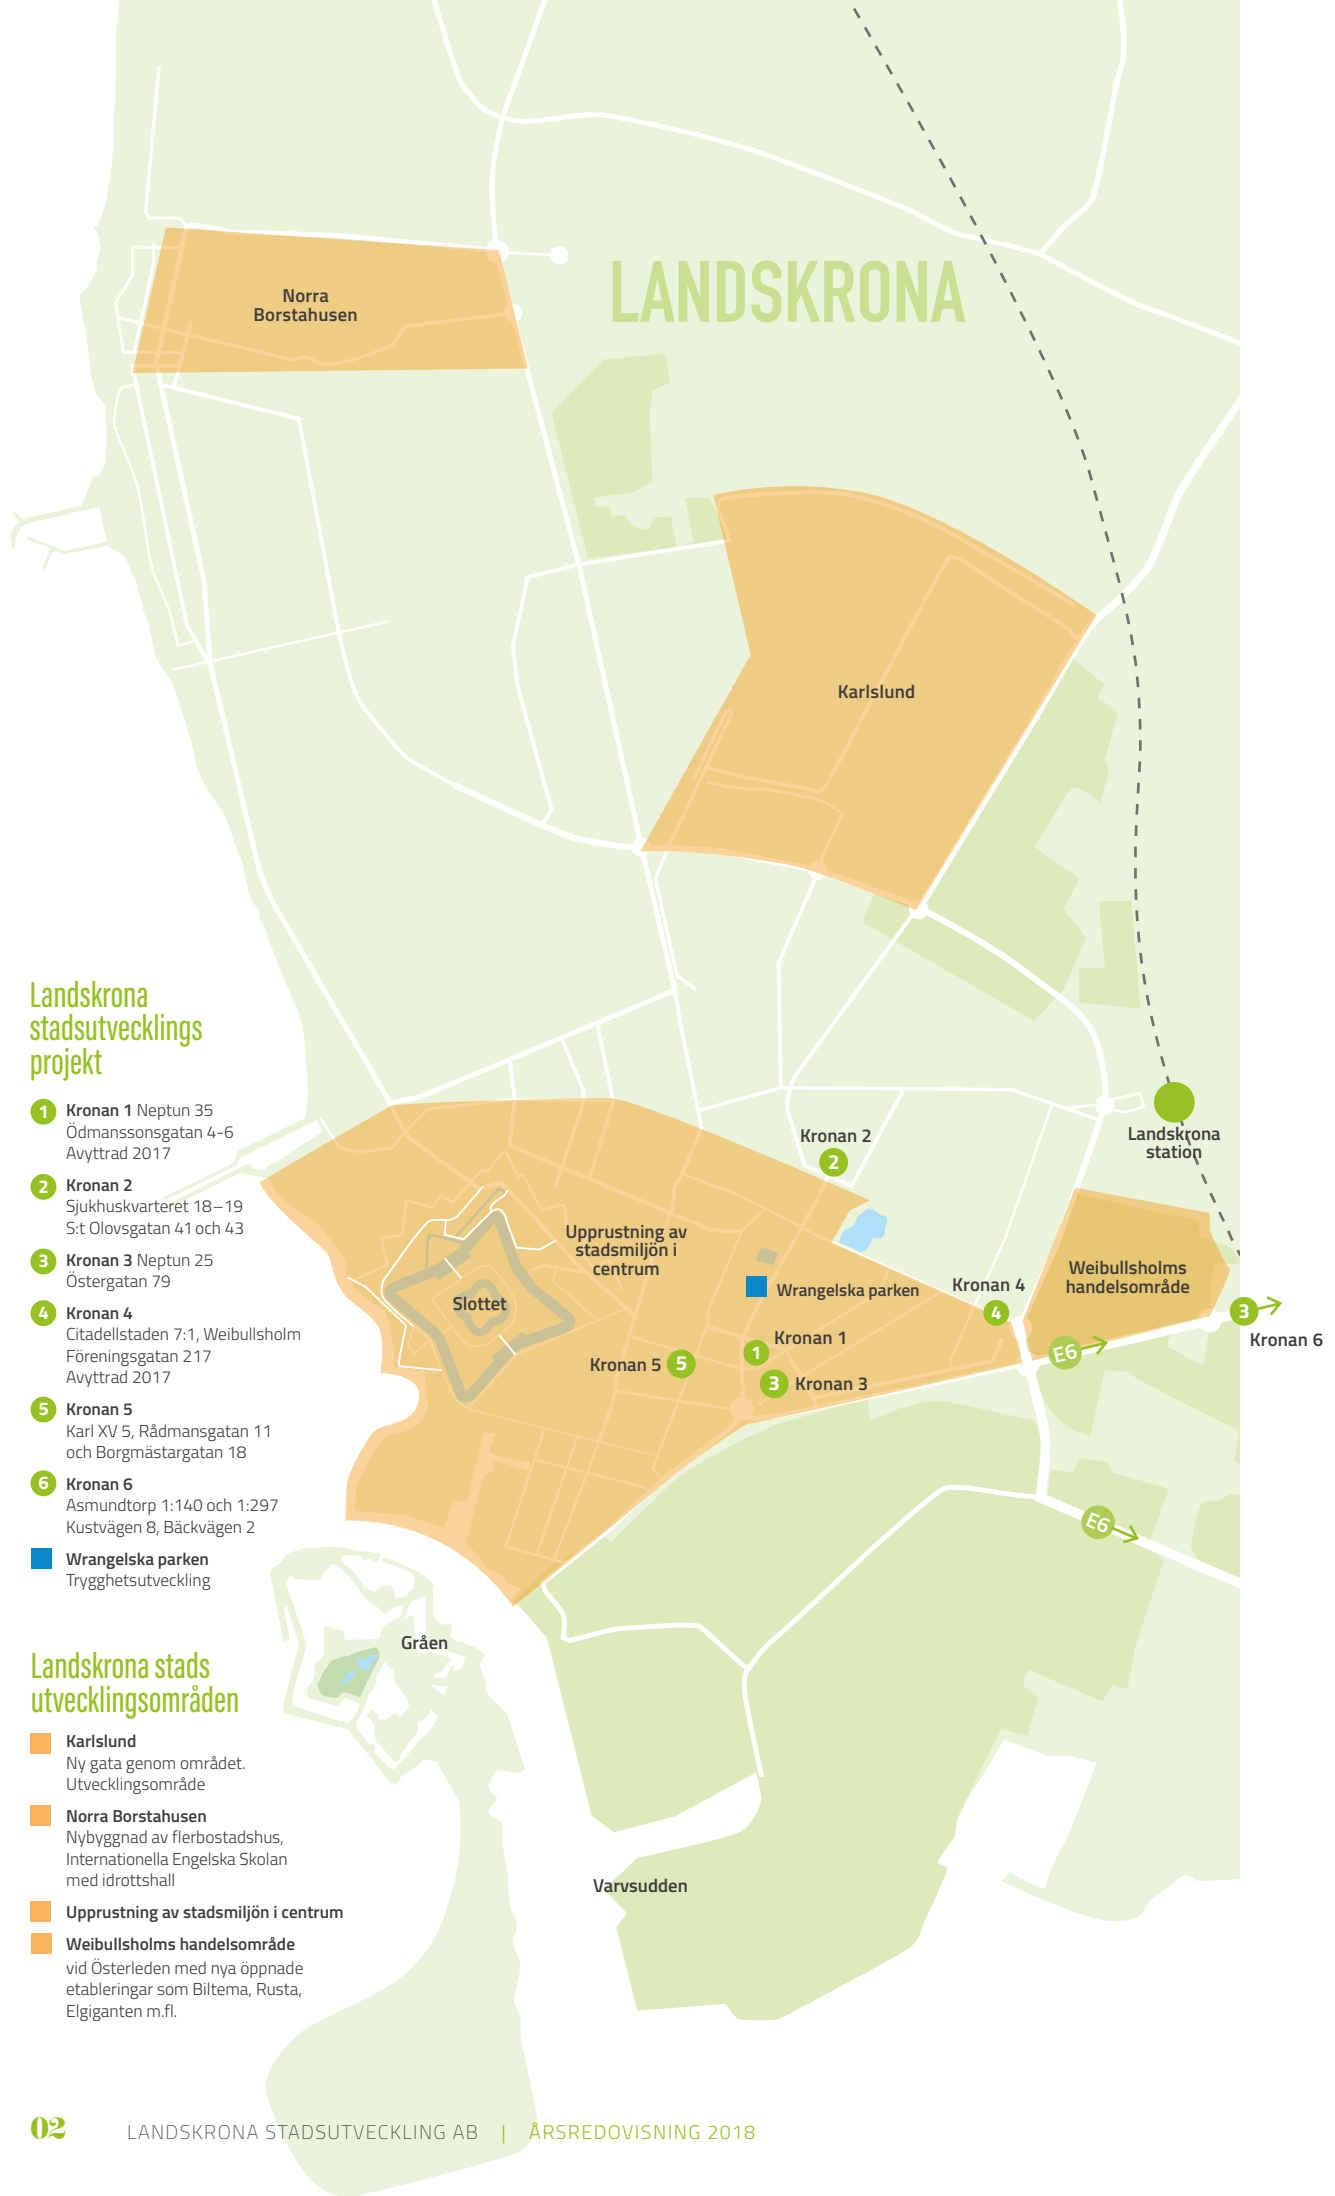 LANDSKRONA
Norra
Borstahusen
Karlslund
Kronan 2
2
Landskrona
station
Upprustning av
stadsmiljön i
centrum
Slottet
Wrangelska parken
Weibullsholms
handelsområde
Kronan 4
4
3
Kronan 6
E6
Kronan 1
1
Kronan 5 5
3 Kronan 3
E6
Gråen
Varvsudden
Landskrona
stadsutvecklings
projekt
1 Kronan 1 Neptun 35
Ödmanssonsgatan 4-6
Avyttrad 2017
2 Kronan 2
Sjukhuskvarteret 18–19
S:t Olovsgatan 41 och 43
3 Kronan 3 Neptun 25
Östergatan 79
4 Kronan 4
Citadellstaden 7:1, Weibullsholm
Föreningsgatan 217
Avyttrad 2017
5 Kronan 5
Karl XV 5, Rådmansgatan 11
och Borgmästargatan 18
6 Kronan 6
Asmundtorp 1:140 och 1:297
Kustvägen 8, Bäckvägen 2
Wrangelska parken
Trygghetsutveckling
Landskrona stads
utvecklingsområden
Karlslund
Ny gata genom området.
Utvecklingsområde
Norra Borstahusen
Nybyggnad av flerbostadshus,
Internationella Engelska Skolan
med idrottshall
Upprustning av stadsmiljön i centrum
Weibullsholms handelsområde
vid Österleden med nya öppnade
etableringar som Biltema, Rusta,
Elgiganten m.fl.
02 LANDSKRONA STADSUTVECKLING AB | ÅRSREDOVISNING 2018